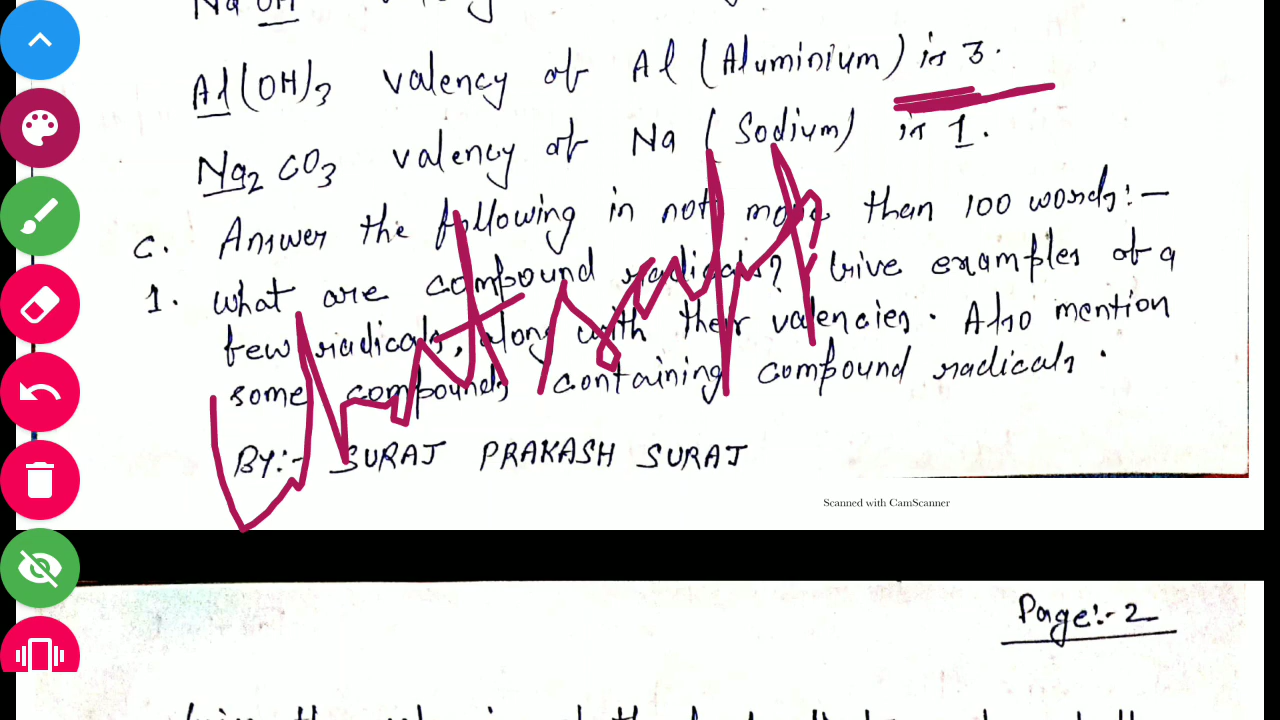 Na OH
Al(OH)3 valency of Al (Aluminium) is 3.
Na2 CO3 valency of Na (Sodium) is 1.
C. Answer the following in not more than 100 words:-
1. What are compound radicals? Give examples of a
few radicals, along with their valencies. Also mention
some compounds containing compound radicals.
BY:- SURAJ PRAKASH SURAJ
Scanned with CamScanner
Page:- 2